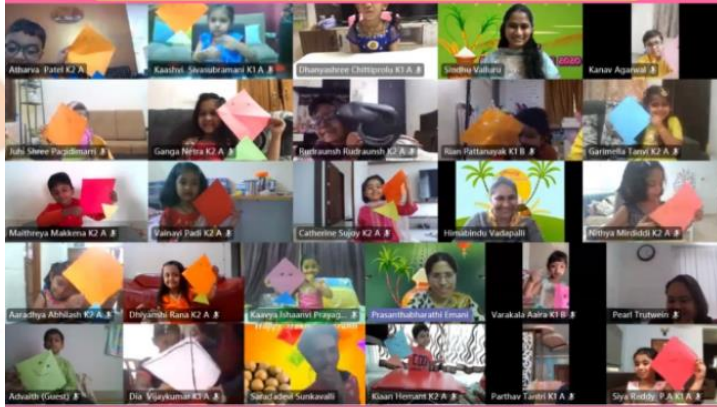 Atharva Patel K2 A
Kaashvi Sivasubramani K1 A
Dhanyashree Chittiprolu K1 A
Sindhu Valluru
Kanav Agarwal
Juhi Shree Pagidimarri
Ganga Netra K2 A
Rudraunsh Rudraunsh K2 A
Rian Pattanayak K1 B
Garimella Tanvi K2 A
Maithreya Makkena K2 A
Vainavi Padi K2 A
Catherine Sujoy K2 A
Himabindu Vadapalli
Nithya Mirdiddi K2 A
Aaradhya Abhilash K2 A
Dhiyanshi Rana K2 A
Kaavya Ishaanvi Prayag...
Prasanthabharathi Emani
Varakala Aaira K1 B
Pearl Trutwein
Advaith (Guest)
Dia Vijaykumar K1 A
Saradadevi Sunkavalli
Kiaan Hemant K2 A
Parthav Tantri K1 A
Siya Reddy P.A K1 A